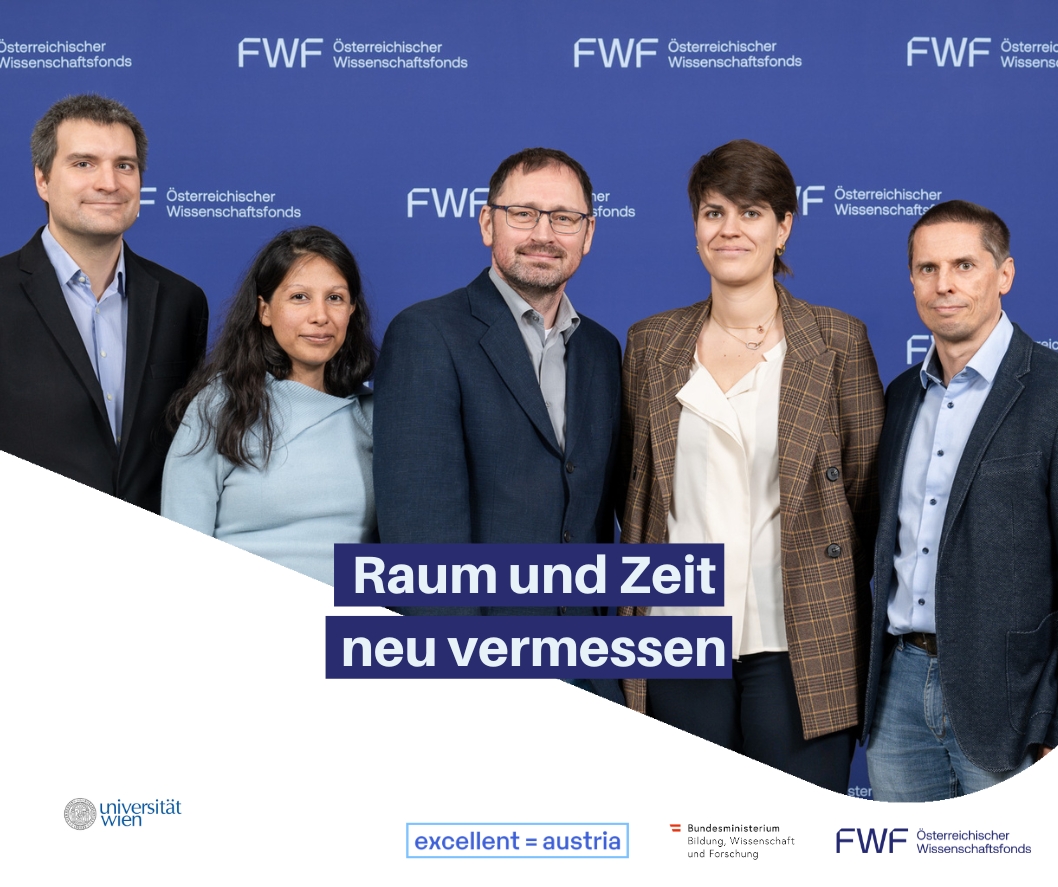 Österreichischer
Wissenschaftsfonds
FWF Österreichischer
Wissenschaftsfonds
FWF Österreichischer
Wissenschaftsfonds
FWF
Österreichischer
Wissenschaftsfonds
FWF
FWF Österreichischer
Wissenschaftsfonds
Raum und Zeit
neu vermessen
universität
wien
excellent = austria
Bundesministerium
Bildung, Wissenschaft
und Forschung
FWF Österreichischer
Wissenschaftsfonds